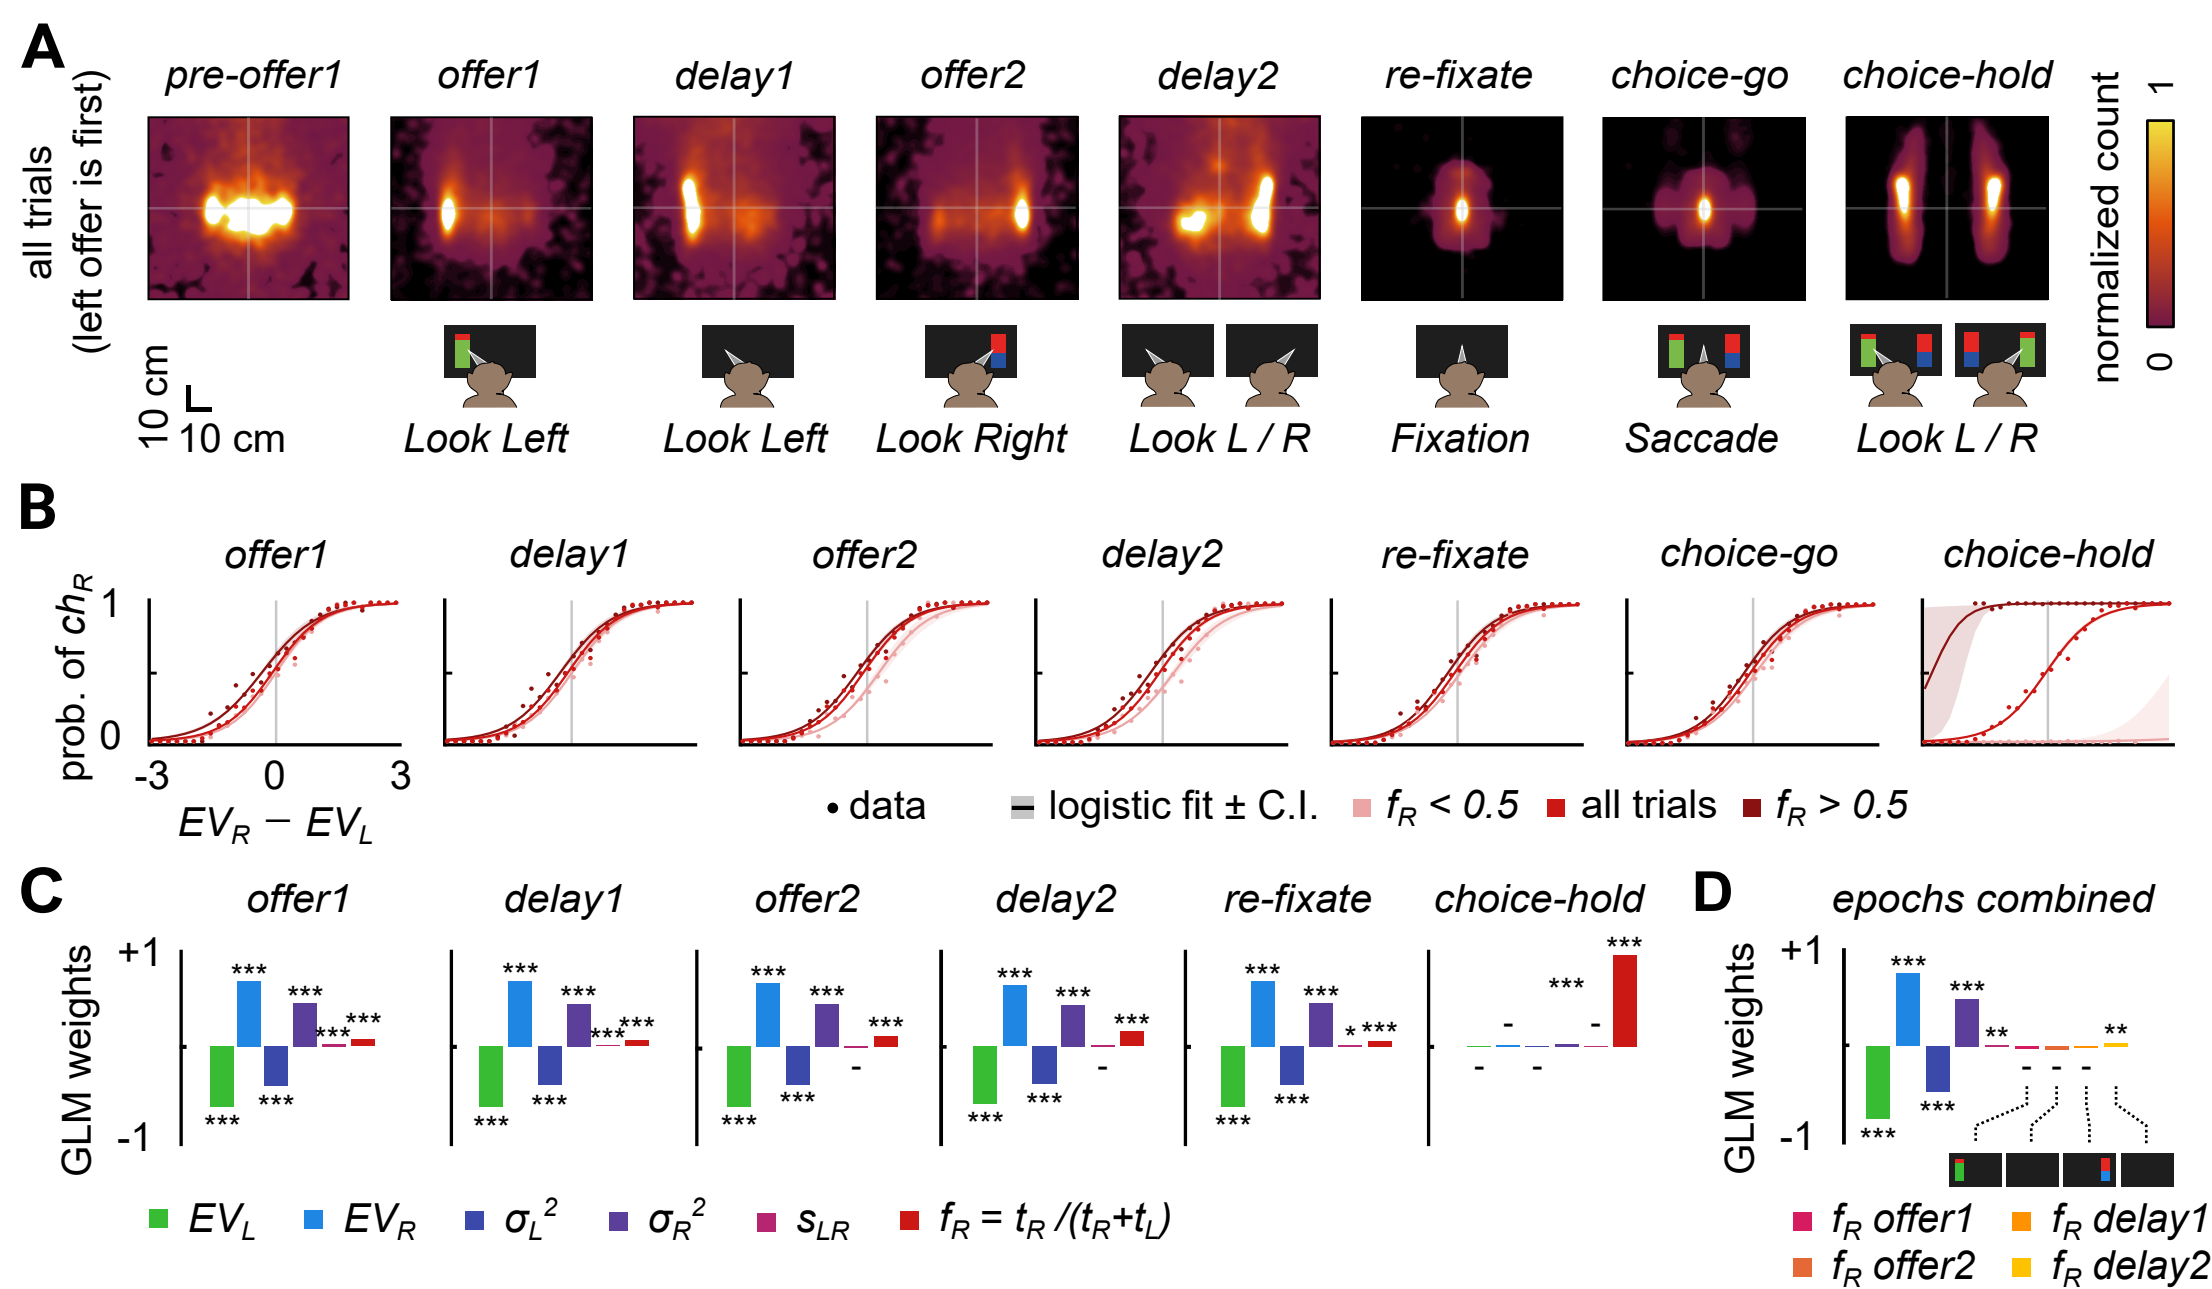 A
pre-offer1 offer1 delay1 offer2 delay2 re-fixate choice-go choice-hold
all trials
(left offer is first)
normalized count
0 1
10 cm
10 cm
Look Left Look Left Look Right Look L / R Fixation Saccade Look L / R
B
offer1 delay1 offer2 delay2 re-fixate choice-go choice-hold
prob. of ch_R
1
0
-3 0 3
EV_R − EV_L
data logistic fit ± C.I. f_R < 0.5 all trials f_R > 0.5
C
offer1 delay1 offer2 delay2 re-fixate choice-hold
GLM weights
+1
-1
*** *** *** *** *** ***
*** *** *** *** *** ***
*** *** *** - *** ***
*** *** *** *** - ***
*** *** *** *** * ***
- - - *** - ***
EV_L EV_R σ_L² σ_R² s_LR f_R = t_R /(t_R+t_L)
D
epochs combined
GLM weights
+1
-1
*** *** *** *** ** - - - **
f_R offer1 f_R delay1
f_R offer2 f_R delay2